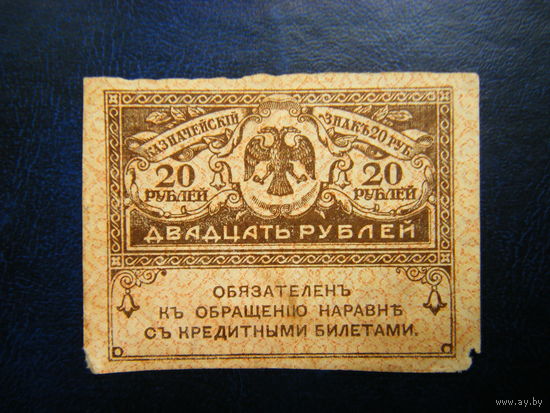 КАЗНАЧЕЙСКІЙ ЗНАКЪ 20 РУБ.
20 РУБЛЕЙ
20 РУБЛЕЙ
ДВАДЦАТЬ РУБЛЕЙ
ОБЯЗАТЕЛЕНЪ
КЪ ОБРАЩЕНІЮ НАРАВНѢ
СЪ КРЕДИТНЫМИ БИЛЕТАМИ.
www.ay.by